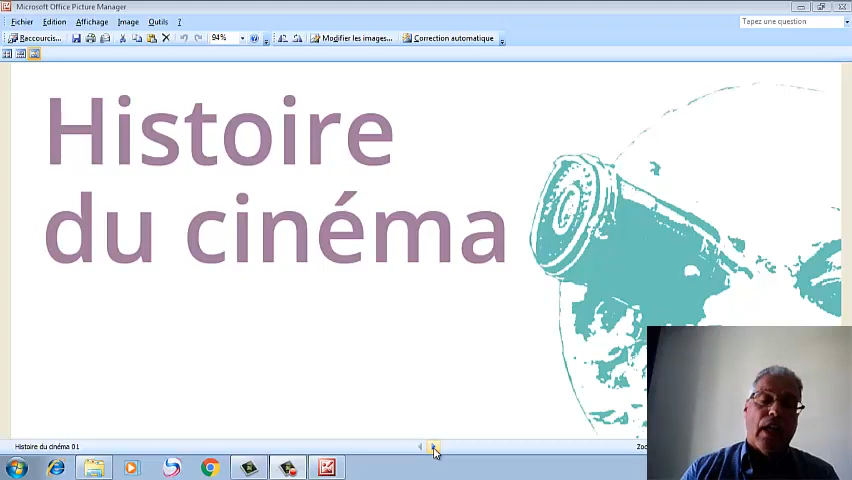 Microsoft Office Picture Manager
Fichier Edition Affichage Image Outils ? Tapez une question
Raccourcis... 94% Modifier les images... Correction automatique
Histoire
du cinéma
Histoire du cinéma 01